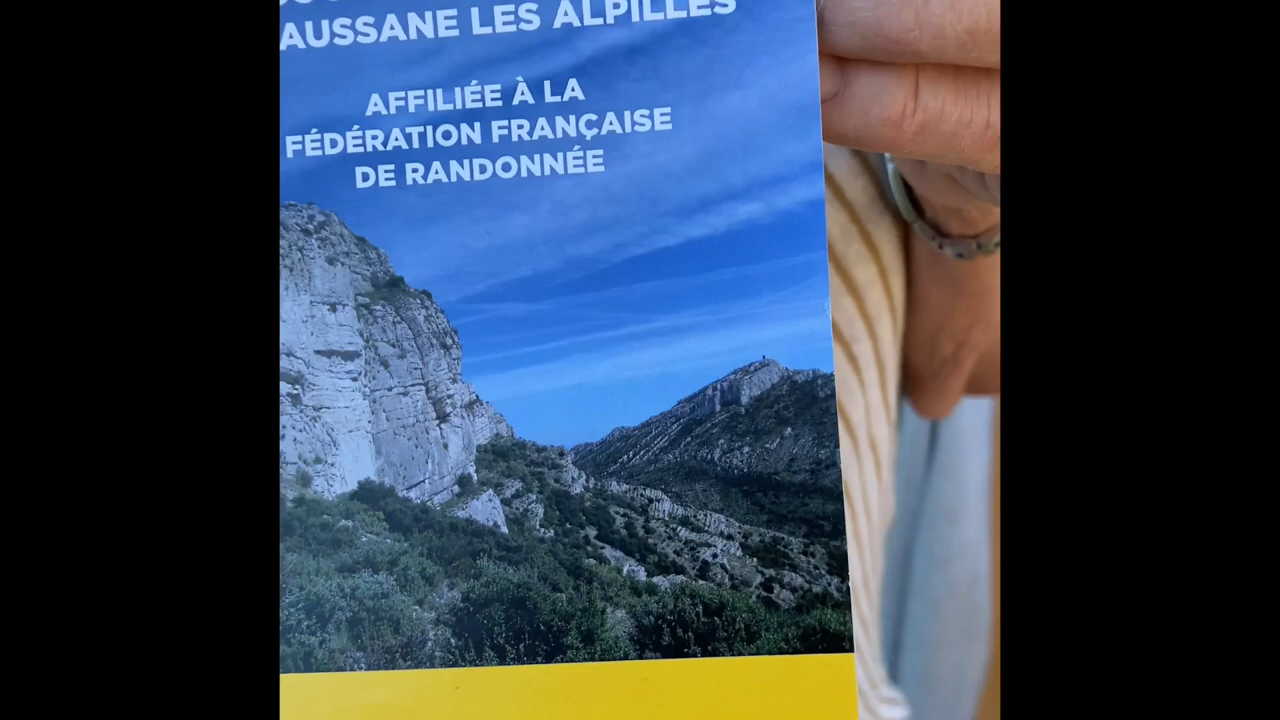 AUSSANE LES ALPILLES
AFFILIÉE À LA
FÉDÉRATION FRANÇAISE
DE RANDONNÉE